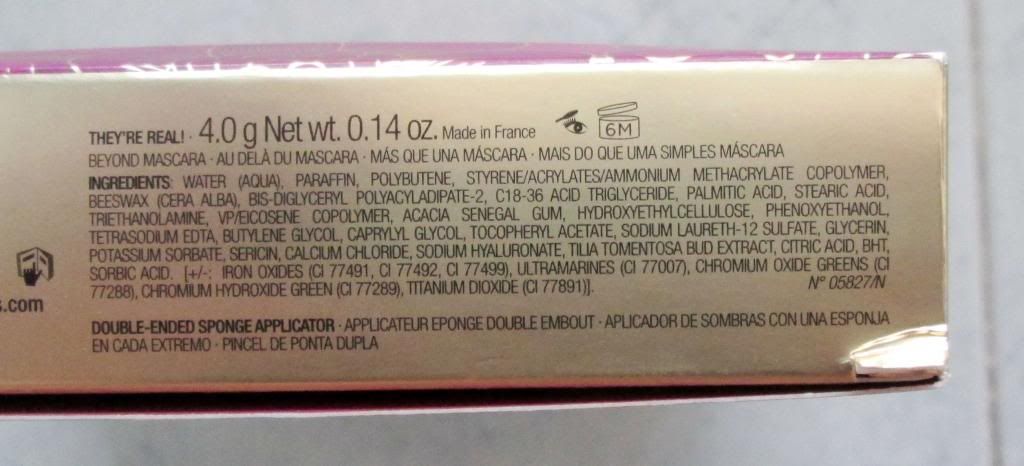 THEY'RE REAL! · 4.0 g Net wt. 0.14 oz. Made in France 6M
BEYOND MASCARA · AU DELÀ DU MASCARA · MÁS QUE UNA MÁSCARA · MAIS DO QUE UMA SIMPLES MÁSCARA
INGREDIENTS: WATER (AQUA), PARAFFIN, POLYBUTENE, STYRENE/ACRYLATES/AMMONIUM METHACRYLATE COPOLYMER,
BEESWAX (CERA ALBA), BIS-DIGLYCERYL POLYACYLADIPATE-2, C18-36 ACID TRIGLYCERIDE, PALMITIC ACID, STEARIC ACID,
TRIETHANOLAMINE, VP/EICOSENE COPOLYMER, ACACIA SENEGAL GUM, HYDROXYETHYLCELLULOSE, PHENOXYETHANOL,
TETRASODIUM EDTA, BUTYLENE GLYCOL, CAPRYLYL GLYCOL, TOCOPHERYL ACETATE, SODIUM LAURETH-12 SULFATE, GLYCERIN,
POTASSIUM SORBATE, SERICIN, CALCIUM CHLORIDE, SODIUM HYALURONATE, TILIA TOMENTOSA BUD EXTRACT, CITRIC ACID, BHT,
SORBIC ACID. [+/-: IRON OXIDES (CI 77491, CI 77492, CI 77499), ULTRAMARINES (CI 77007), CHROMIUM OXIDE GREENS (CI
77288), CHROMIUM HYDROXIDE GREEN (CI 77289), TITANIUM DIOXIDE (CI 77891)]. N° 05827/N
s.com
DOUBLE-ENDED SPONGE APPLICATOR · APPLICATEUR EPONGE DOUBLE EMBOUT · APLICADOR DE SOMBRAS CON UNA ESPONJA
EN CADA EXTREMO · PINCEL DE PONTA DUPLA